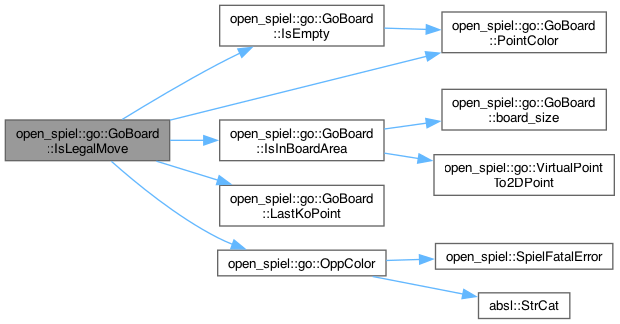 open_spiel::go::GoBoard
::IsLegalMove
open_spiel::go::GoBoard
::IsEmpty
open_spiel::go::GoBoard
::PointColor
open_spiel::go::GoBoard
::IsInBoardArea
open_spiel::go::GoBoard
::board_size
open_spiel::go::VirtualPoint
To2DPoint
open_spiel::go::GoBoard
::LastKoPoint
open_spiel::go::OppColor
open_spiel::SpielFatalError
absl::StrCat